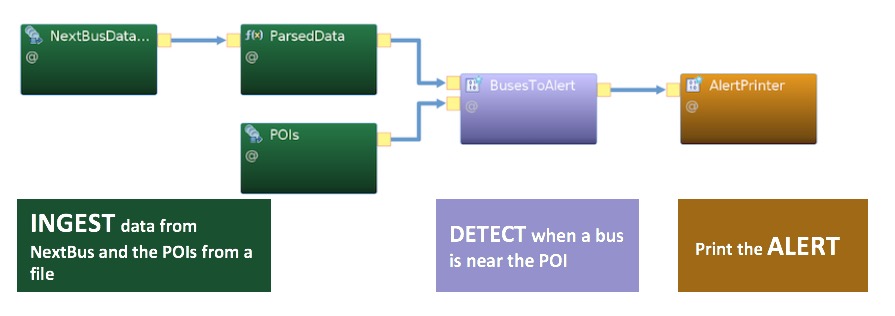 NextBusData...
@
f(x) ParsedData
@
POIs
@
BusesToAlert
@
AlertPrinter
@
INGEST data from
NextBus and the POIs from a
file
DETECT when a bus
is near the POI
Print the ALERT